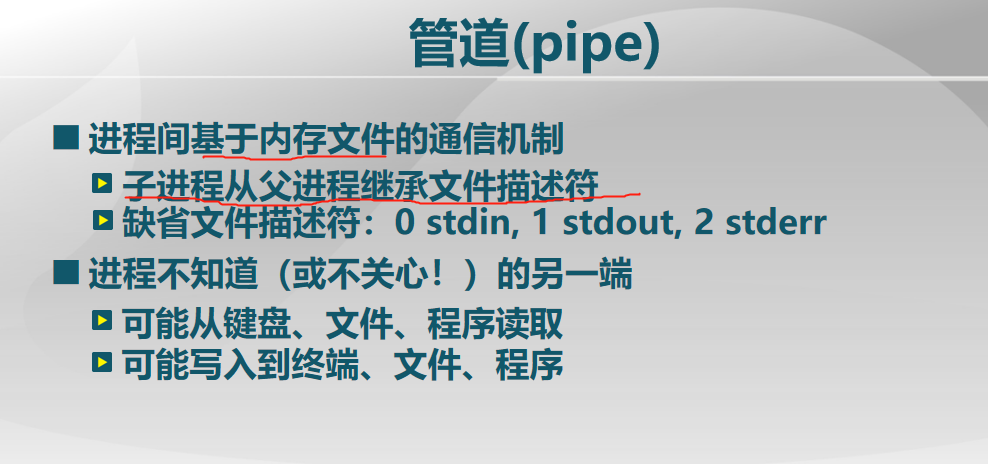 管道(pipe)
进程间基于内存文件的通信机制
子进程从父进程继承文件描述符
缺省文件描述符：0 stdin, 1 stdout, 2 stderr
进程不知道（或不关心！）的另一端
可能从键盘、文件、程序读取
可能写入到终端、文件、程序